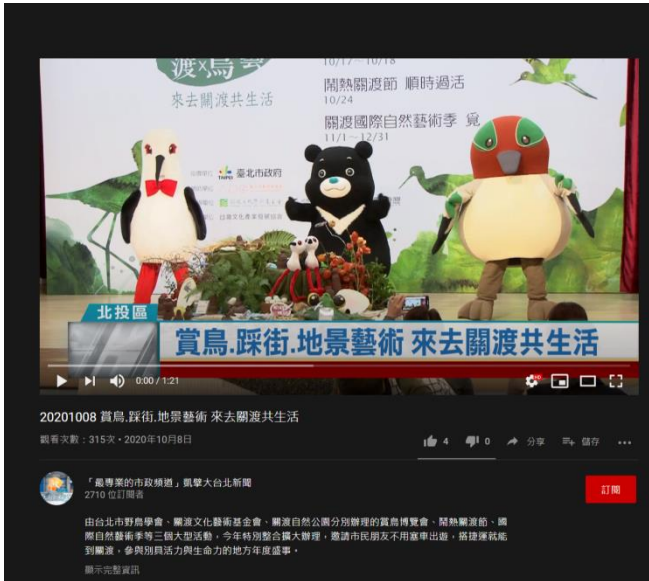 渡×鳥藝
來去關渡共生活
10/17~10/18
鬧熱關渡節 順時過活
10/24
關渡國際自然藝術季 覓
11/1~12/31
臺北市政府
北投區
賞鳥.踩街.地景藝術 來去關渡共生活
0:00 / 1:21
20201008 賞鳥.踩街.地景藝術 來去關渡共生活
觀看次數：315次・2020年10月8日
4
0
分享
儲存
「最專業的市政頻道」凱擘大台北新聞
2710 位訂閱者
訂閱
由台北市野鳥學會、關渡文化藝術基金會、關渡自然公園分別辦理的賞鳥博覽會、鬧熱關渡節、國
際自然藝術季等三個大型活動，今年特別整合擴大辦理，邀請市民朋友不用塞車出遊，搭捷運就能
到關渡，參與別具活力與生命力的地方年度盛事。
顯示完整資訊